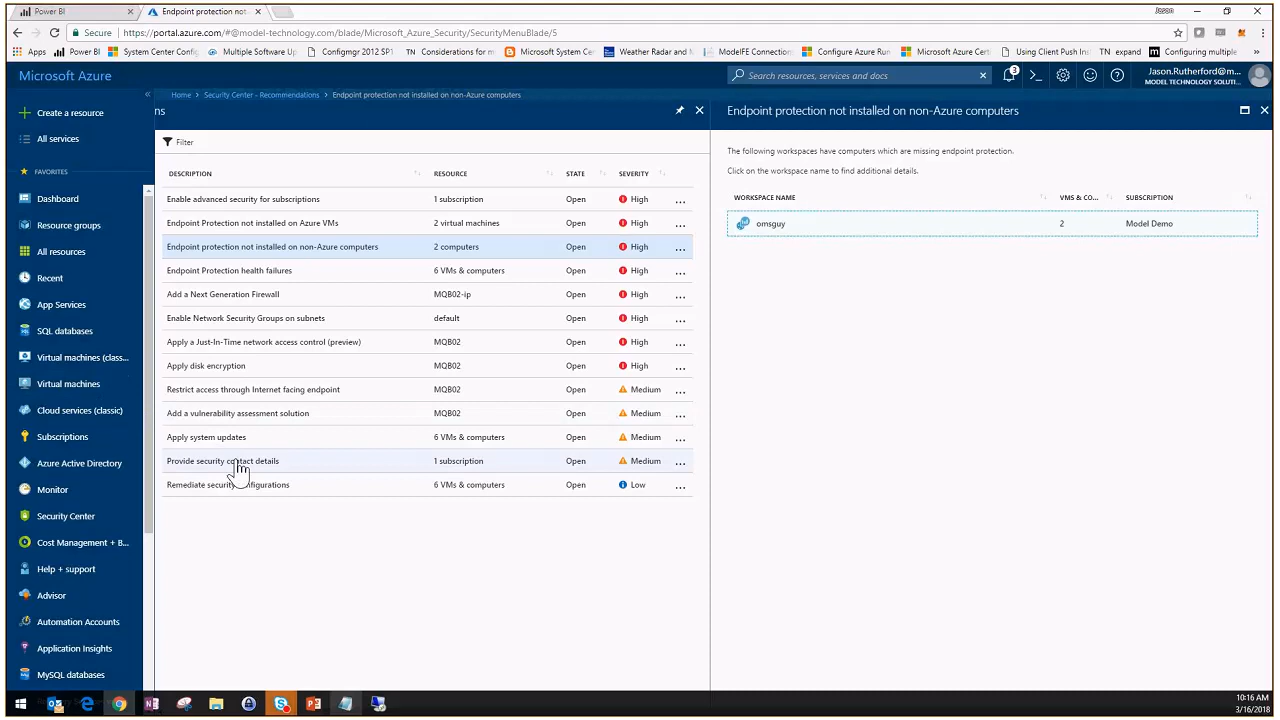 Power BI
Endpoint protection not
Jason
Secure
https://portal.azure.com/#@model-technology.com/blade/Microsoft_Azure_Security/SecurityMenuBlade/5
Apps Power BI System Center Config Multiple Software Up Configmgr 2012 SP1 TN Considerations for m Microsoft System Cen Weather Radar and M ModelFE Connections Configure Azure Run Microsoft Azure Certi Using Client Push Inst TN expand m Configuring multiple »
Microsoft Azure
Search resources, services and docs
3
Jason.Rutherford@m...
MODEL TECHNOLOGY SOLUTI...
Create a resource
All services
FAVORITES
Dashboard
Resource groups
All resources
Recent
App Services
SQL databases
Virtual machines (class...
Virtual machines
Cloud services (classic)
Subscriptions
Azure Active Directory
Monitor
Security Center
Cost Management + B...
Help + support
Advisor
Automation Accounts
Application Insights
MySQL databases
Home > Security Center - Recommendations > Endpoint protection not installed on non-Azure computers
ns
Filter
DESCRIPTION RESOURCE STATE SEVERITY
Enable advanced security for subscriptions 1 subscription Open High ...
Endpoint Protection not installed on Azure VMs 2 virtual machines Open High ...
Endpoint protection not installed on non-Azure computers 2 computers Open High ...
Endpoint Protection health failures 6 VMs & computers Open High ...
Add a Next Generation Firewall MQB02-ip Open High ...
Enable Network Security Groups on subnets default Open High ...
Apply a Just-In-Time network access control (preview) MQB02 Open High ...
Apply disk encryption MQB02 Open High ...
Restrict access through Internet facing endpoint MQB02 Open Medium ...
Add a vulnerability assessment solution MQB02 Open Medium ...
Apply system updates 6 VMs & computers Open Medium ...
Provide security contact details 1 subscription Open Medium ...
Remediate security configurations 6 VMs & computers Open Low ...
Endpoint protection not installed on non-Azure computers
The following workspaces have computers which are missing endpoint protection.
Click on the workspace name to find additional details.
WORKSPACE NAME VMS & CO... SUBSCRIPTION
omsguy 2 Model Demo
10:16 AM
3/16/2018